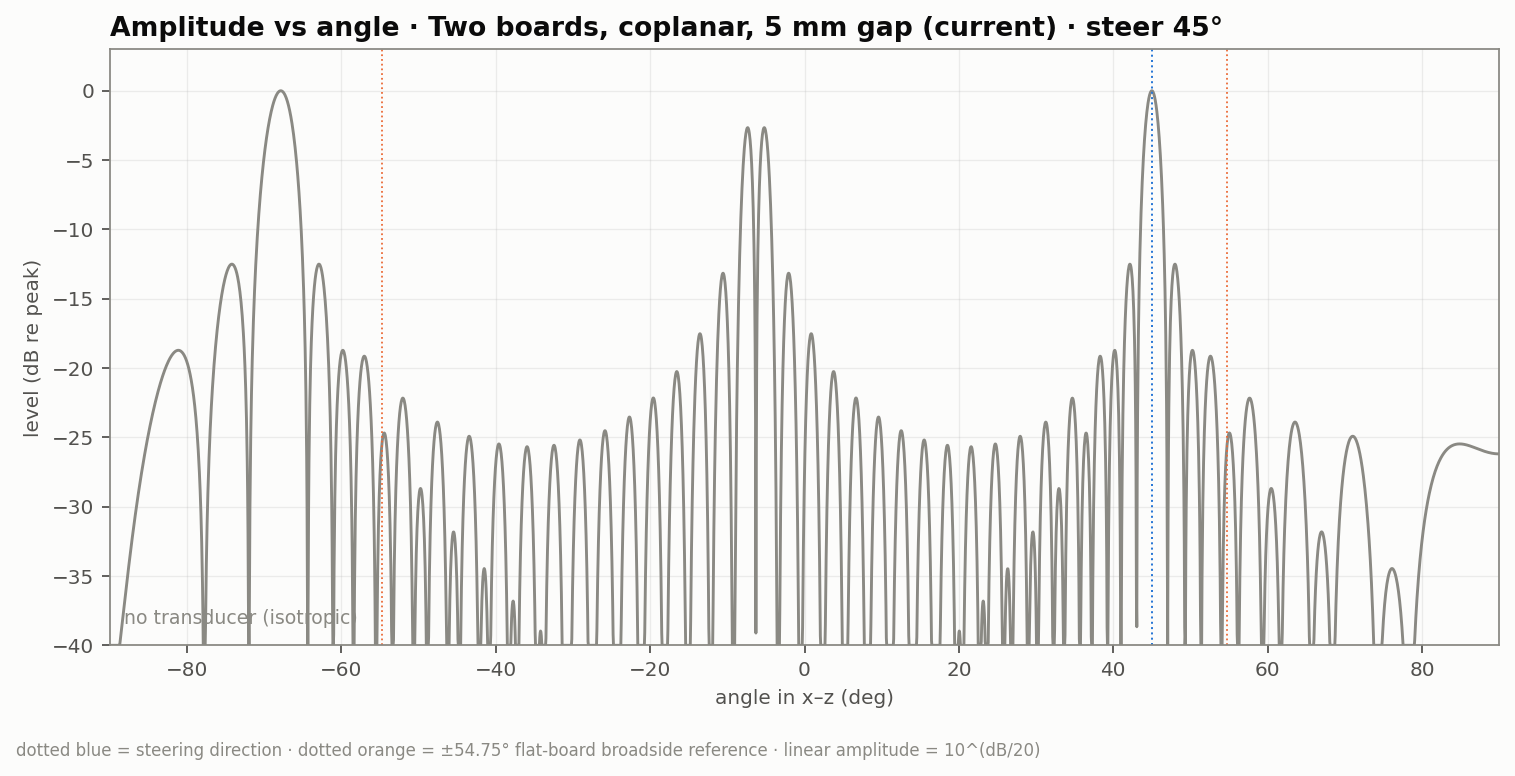 Amplitude vs angle · Two boards, coplanar, 5 mm gap (current) · steer 45°
level (dB re peak)
0
−5
−10
−15
−20
−25
−30
−35
−40
no transducer (isotropic)
−80 −60 −40 −20 0 20 40 60 80
angle in x–z (deg)
dotted blue = steering direction · dotted orange = ±54.75° flat-board broadside reference · linear amplitude = 10^(dB/20)